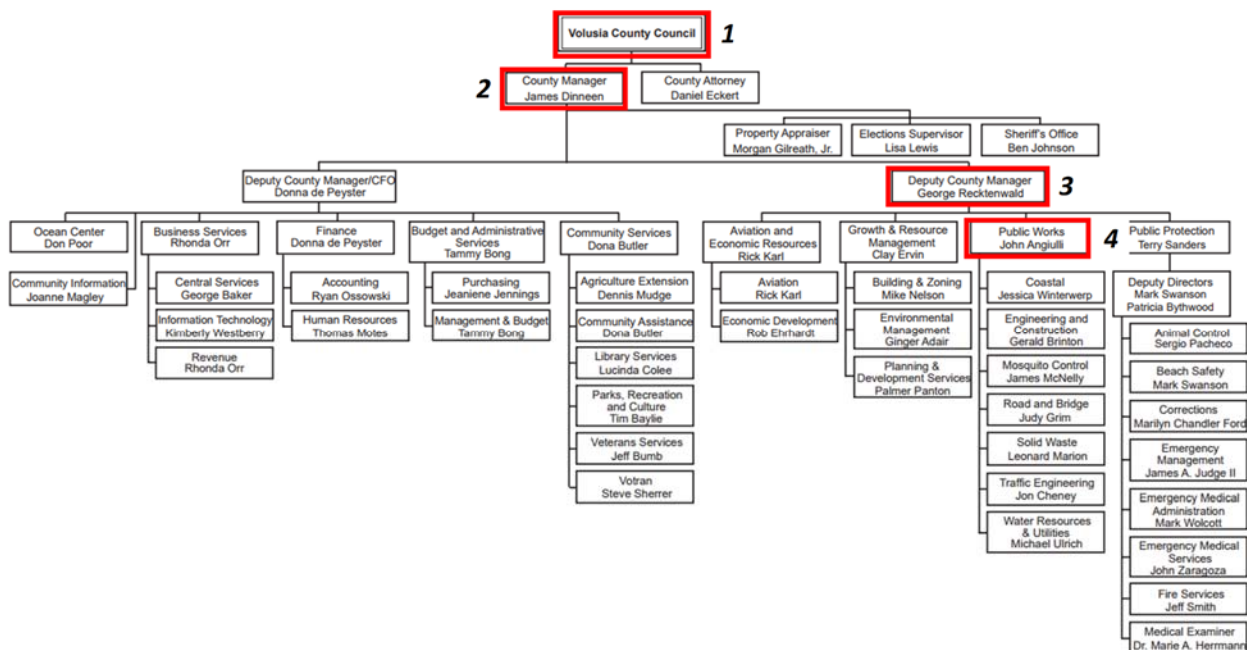 Volusia County Council
1
2
County Manager
James Dinneen
County Attorney
Daniel Eckert
Property Appraiser
Morgan Gilreath, Jr.
Elections Supervisor
Lisa Lewis
Sheriff's Office
Ben Johnson
Deputy County Manager/CFO
Donna de Peyster
Deputy County Manager
George Recktenwald
3
Ocean Center
Don Poor
Business Services
Rhonda Orr
Finance
Donna de Peyster
Budget and Administrative
Services
Tammy Bong
Community Services
Dona Butler
Aviation and
Economic Resources
Rick Karl
Growth & Resource
Management
Clay Ervin
Public Works
John Angiulli
4
Public Protection
Terry Sanders
Community Information
Joanne Magley
Central Services
George Baker
Information Technology
Kimberly Westberry
Revenue
Rhonda Orr
Accounting
Ryan Ossowski
Human Resources
Thomas Motes
Purchasing
Jeaniene Jennings
Management & Budget
Tammy Bong
Agriculture Extension
Dennis Mudge
Community Assistance
Dona Butler
Library Services
Lucinda Colee
Parks, Recreation
and Culture
Tim Baylie
Veterans Services
Jeff Bumb
Votran
Steve Sherrer
Aviation
Rick Karl
Economic Development
Rob Ehrhardt
Building & Zoning
Mike Nelson
Environmental
Management
Ginger Adair
Planning &
Development Services
Palmer Panton
Coastal
Jessica Winterwerp
Engineering and
Construction
Gerald Brinton
Mosquito Control
James McNelly
Road and Bridge
Judy Grim
Solid Waste
Leonard Marion
Traffic Engineering
Jon Cheney
Water Resources
& Utilities
Michael Ulrich
Deputy Directors
Mark Swanson
Patricia Bythwood
Animal Control
Sergio Pacheco
Beach Safety
Mark Swanson
Corrections
Marilyn Chandler Ford
Emergency
Management
James A. Judge II
Emergency Medical
Administration
Mark Wolcott
Emergency Medical
Services
John Zaragoza
Fire Services
Jeff Smith
Medical Examiner
Dr. Marie A. Herrmann